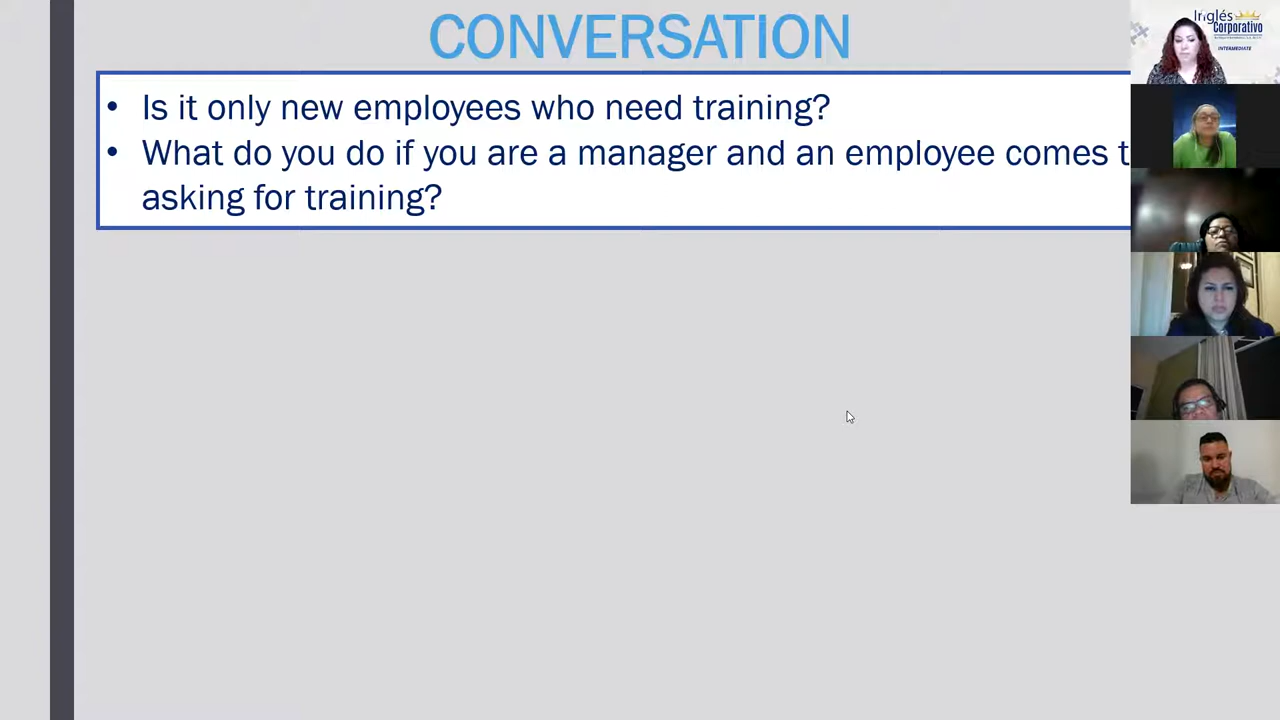 CONVERSATION
• Is it only new employees who need training?
• What do you do if you are a manager and an employee comes
asking for training?
Inglés
Corporativo
INTERMEDIATE